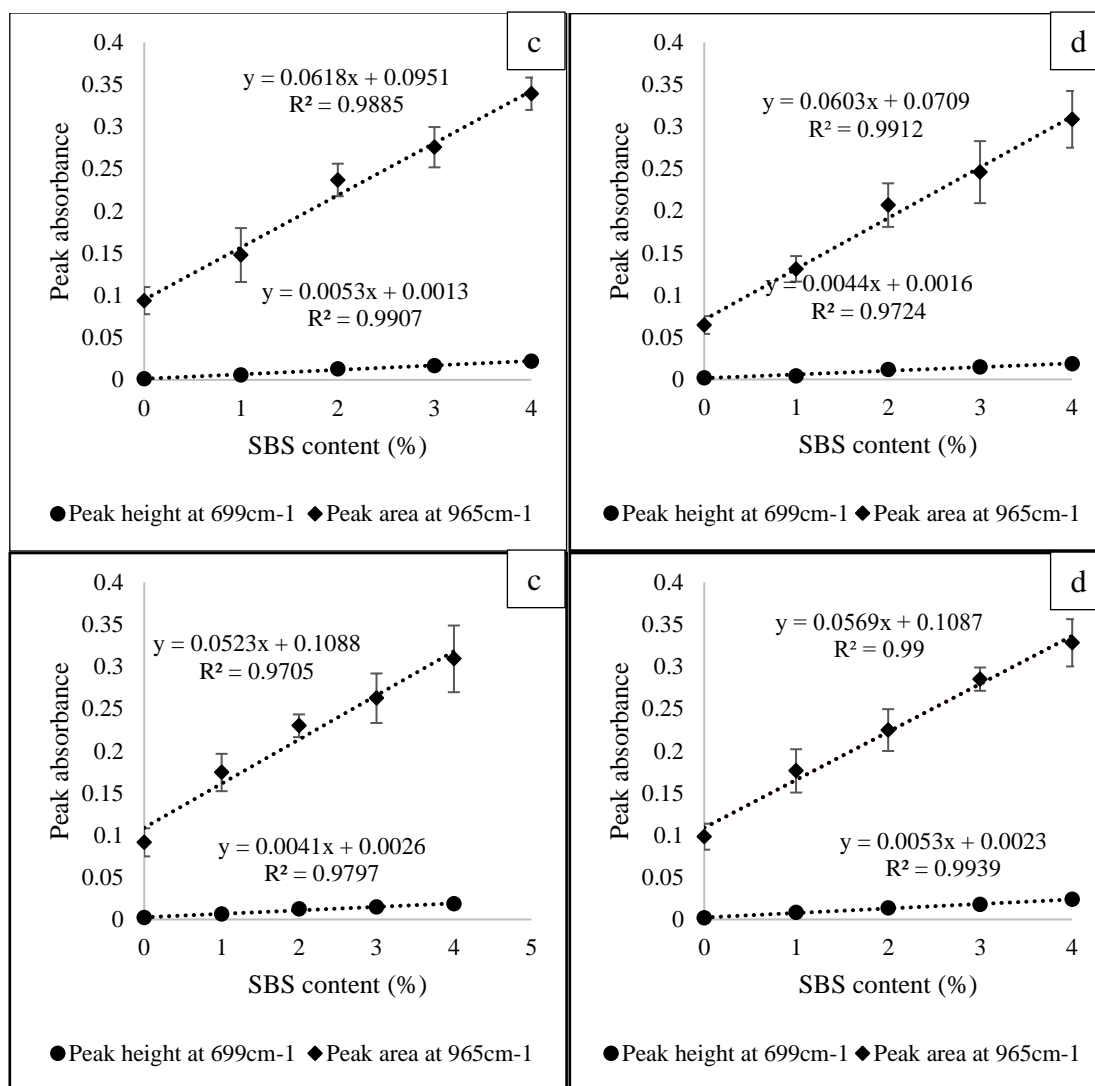 c
y = 0.0618x + 0.0951
R² = 0.9885
y = 0.0053x + 0.0013
R² = 0.9907
0.4
0.35
0.3
0.25
0.2
0.15
0.1
0.05
0
Peak absorbance
0 1 2 3 4
SBS content (%)
Peak height at 699cm-1 Peak area at 965cm-1
d
y = 0.0603x + 0.0709
R² = 0.9912
y = 0.0044x + 0.0016
R² = 0.9724
0.4
0.35
0.3
0.25
0.2
0.15
0.1
0.05
0
Peak absorbance
0 1 2 3 4
SBS content (%)
Peak height at 699cm-1 Peak area at 965cm-1
c
y = 0.0523x + 0.1088
R² = 0.9705
y = 0.0041x + 0.0026
R² = 0.9797
0.4
0.35
0.3
0.25
0.2
0.15
0.1
0.05
0
Peak absorbance
0 1 2 3 4 5
SBS content (%)
Peak height at 699cm-1 Peak area at 965cm-1
d
y = 0.0569x + 0.1087
R² = 0.99
y = 0.0053x + 0.0023
R² = 0.9939
0.4
0.35
0.3
0.25
0.2
0.15
0.1
0.05
0
Peak absorbance
0 1 2 3 4
SBS content (%)
Peak height at 699cm-1 Peak area at 965cm-1